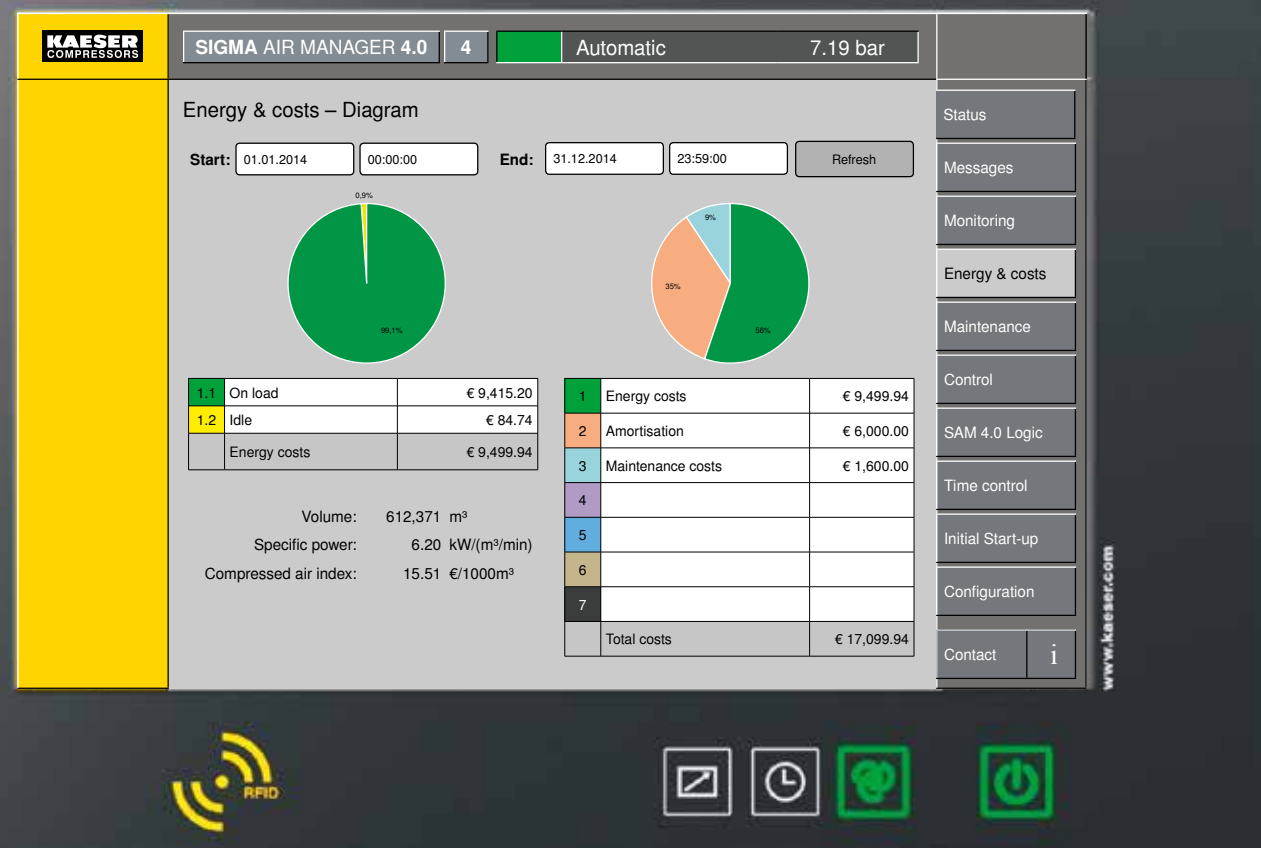 KAESER
COMPRESSORS
SIGMA AIR MANAGER 4.0
4
Automatic
7.19 bar
Energy & costs – Diagram
Start: 01.01.2014 00:00:00 End: 31.12.2014 23:59:00 Refresh
0,9%
99,1%
9%
35%
56%
1.1 On load € 9,415.20
1.2 Idle € 84.74
Energy costs € 9,499.94
Volume: 612,371 m³
Specific power: 6.20 kW/(m³/min)
Compressed air index: 15.51 €/1000m³
1 Energy costs € 9,499.94
2 Amortisation € 6,000.00
3 Maintenance costs € 1,600.00
4
5
6
7
Total costs € 17,099.94
Status
Messages
Monitoring
Energy & costs
Maintenance
Control
SAM 4.0 Logic
Time control
Initial Start-up
Configuration
Contact i
www.kaeser.com
RFID